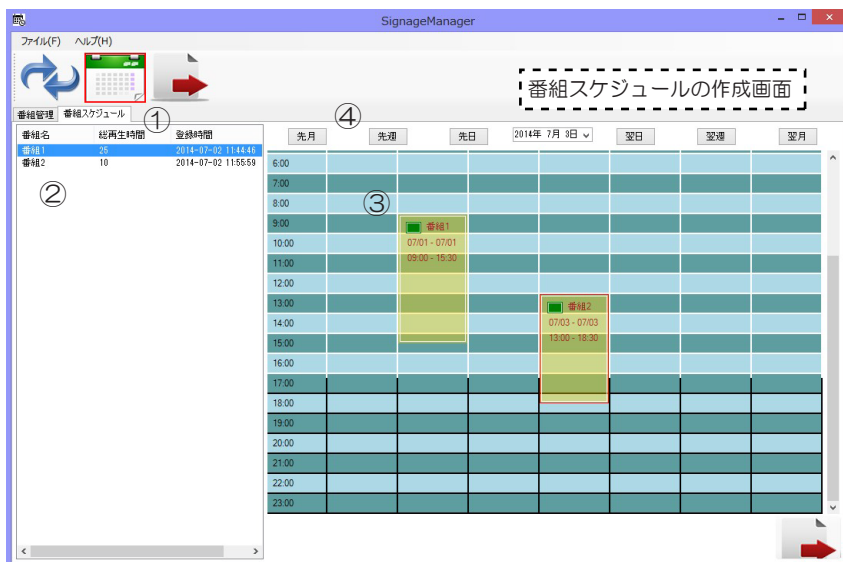 SignageManager
ファイル(F) ヘルプ(H)
番組スケジュールの作成画面
番組管理 番組スケジュール
①
④
番組名 総再生時間 登録時間
番組1 25 2014-07-02 11:44:46
番組2 10 2014-07-02 11:55:59
②
先月 先週 先日 2014年 7月 3日 翌日 翌週 翌月
③
6:00
7:00
8:00
9:00
10:00
11:00
12:00
13:00
14:00
15:00
16:00
17:00
18:00
19:00
20:00
21:00
22:00
23:00
番組1
07/01 - 07/01
09:00 - 15:30
番組2
07/03 - 07/03
13:00 - 18:30